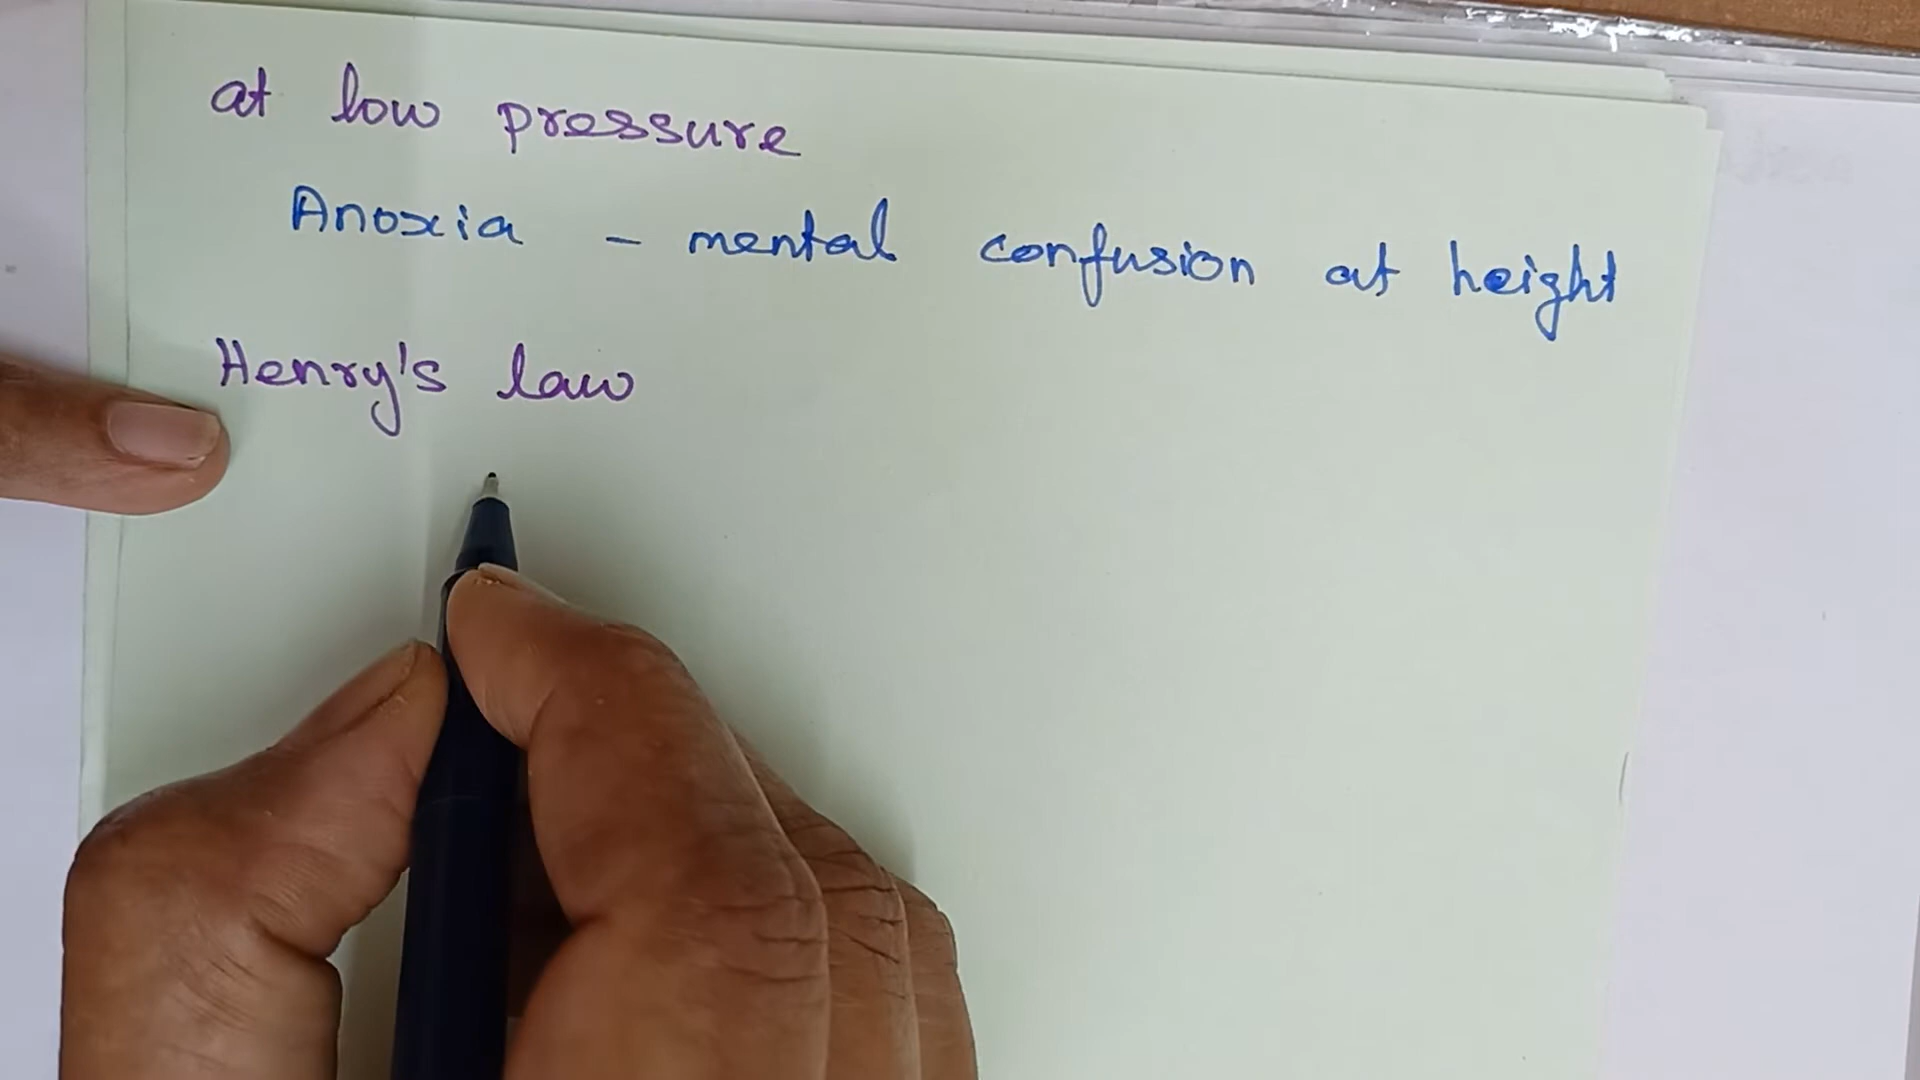 at low pressure
Anoxia - mental confusion at height
Henry's law